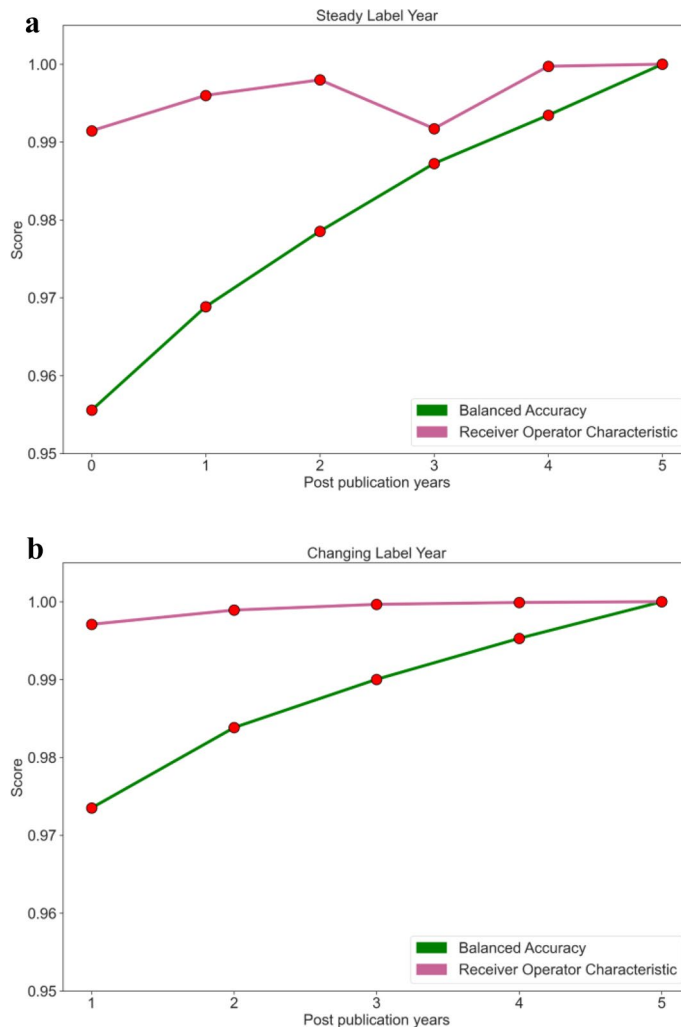 a
Steady Label Year
1.00
0.99
0.98
0.97
0.96
0.95
Score
0 1 2 3 4 5
Post publication years
Balanced Accuracy
Receiver Operator Characteristic
b
Changing Label Year
1.00
0.99
0.98
0.97
0.96
0.95
Score
1 2 3 4 5
Post publication years
Balanced Accuracy
Receiver Operator Characteristic